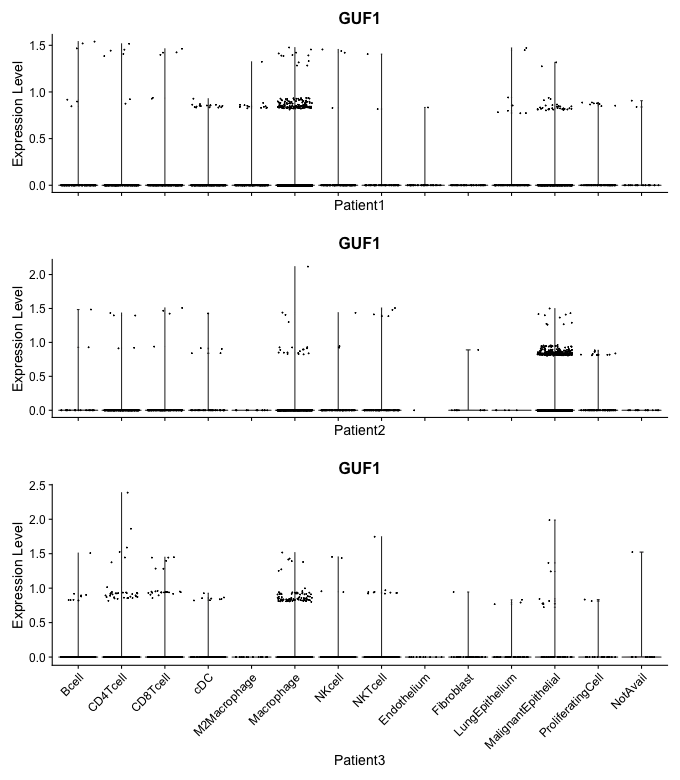 GUF1
Expression Level
1.5
1.0
0.5
0.0
Patient1
GUF1
Expression Level
2.0
1.5
1.0
0.5
0.0
Patient2
GUF1
Expression Level
2.5
2.0
1.5
1.0
0.5
0.0
Bcell
CD4Tcell
CD8Tcell
cDC
M2Macrophage
Macrophage
NKcell
NKTcell
Endothelium
Fibroblast
LungEpithelium
MalignantEpithelial
ProliferatingCell
NotAvail
Patient3